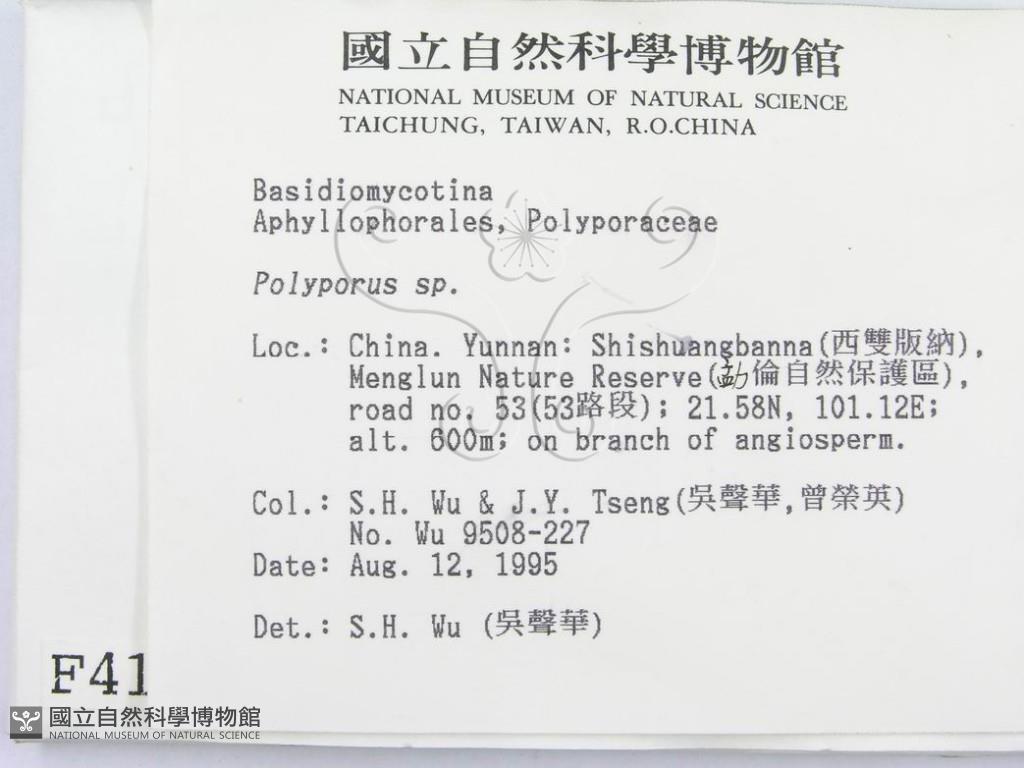 國立自然科學博物館
NATIONAL MUSEUM OF NATURAL SCIENCE
TAICHUNG, TAIWAN, R.O.CHINA
Basidiomycotina
Aphyllophorales, Polyporaceae
Polyporus sp.
Loc.: China. Yunnan: Shishuangbanna(西雙版納),
Menglun Nature Reserve(勐倫自然保護區),
road no. 53(53路段); 21.58N, 101.12E;
alt. 600m; on branch of angiosperm.
Col.: S.H. Wu & J.Y. Tseng(吳聲華,曾榮英)
No. Wu 9508-227
Date: Aug. 12, 1995
Det.: S.H. Wu (吳聲華)
F41
國立自然科學博物館
NATIONAL MUSEUM OF NATURAL SCIENCE